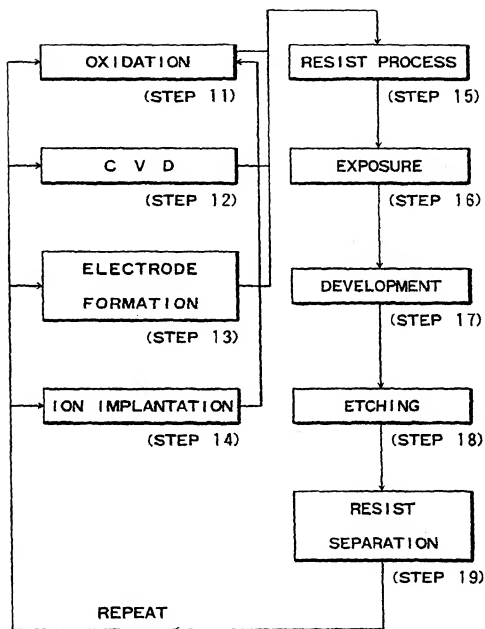 OXIDATION
(STEP 11)
C V D
(STEP 12)
ELECTRODE
FORMATION
(STEP 13)
ION IMPLANTATION
(STEP 14)
RESIST PROCESS
(STEP 15)
EXPOSURE
(STEP 16)
DEVELOPMENT
(STEP 17)
ETCHING
(STEP 18)
RESIST
SEPARATION
(STEP 19)
REPEAT